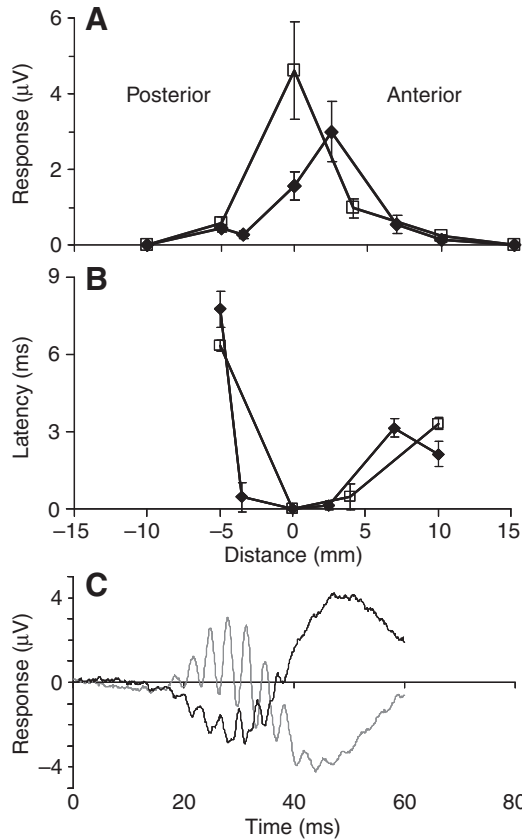 A
6
4
2
0
Response (µV)
Posterior
Anterior
B
9
6
3
0
Latency (ms)
−15
−10
−5
0
5
10
15
Distance (mm)
C
4
0
−4
Response (µV)
0
20
40
60
80
Time (ms)